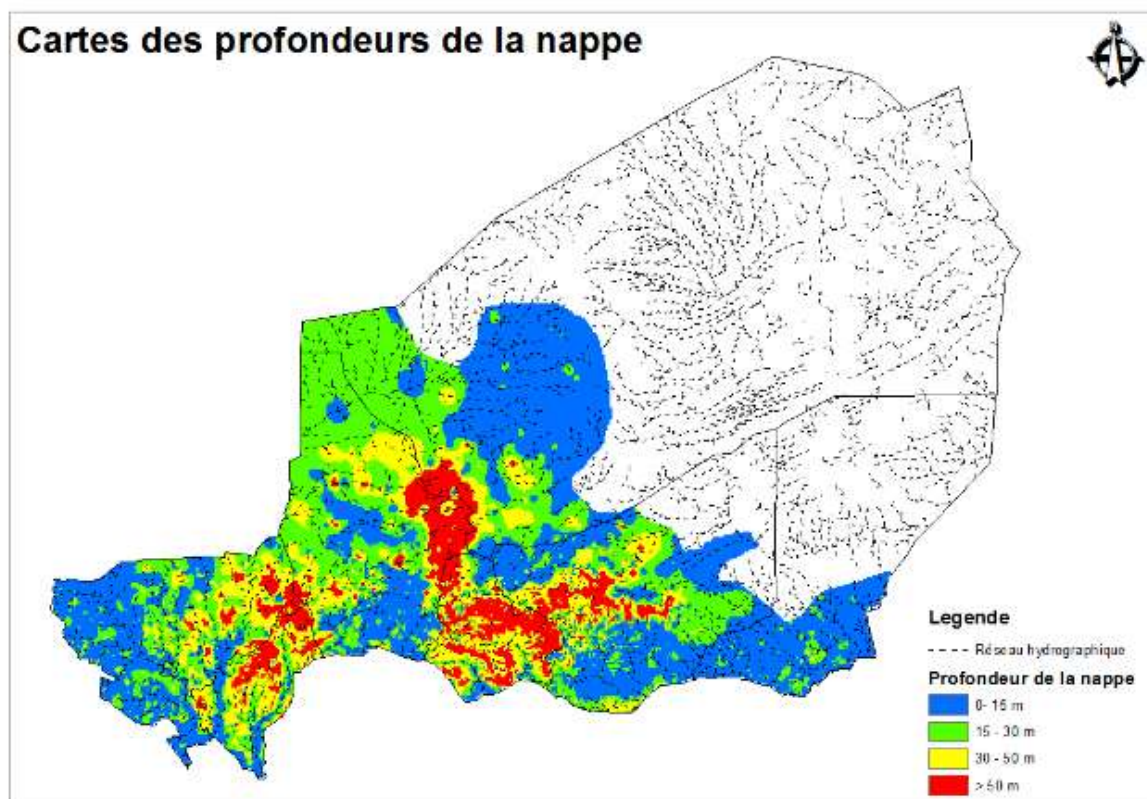 Cartes des profondeurs de la nappe
Legende
Réseau hydrographique
Profondeur de la nappe
0- 15 m
15 - 30 m
30 - 50 m
> 50 m